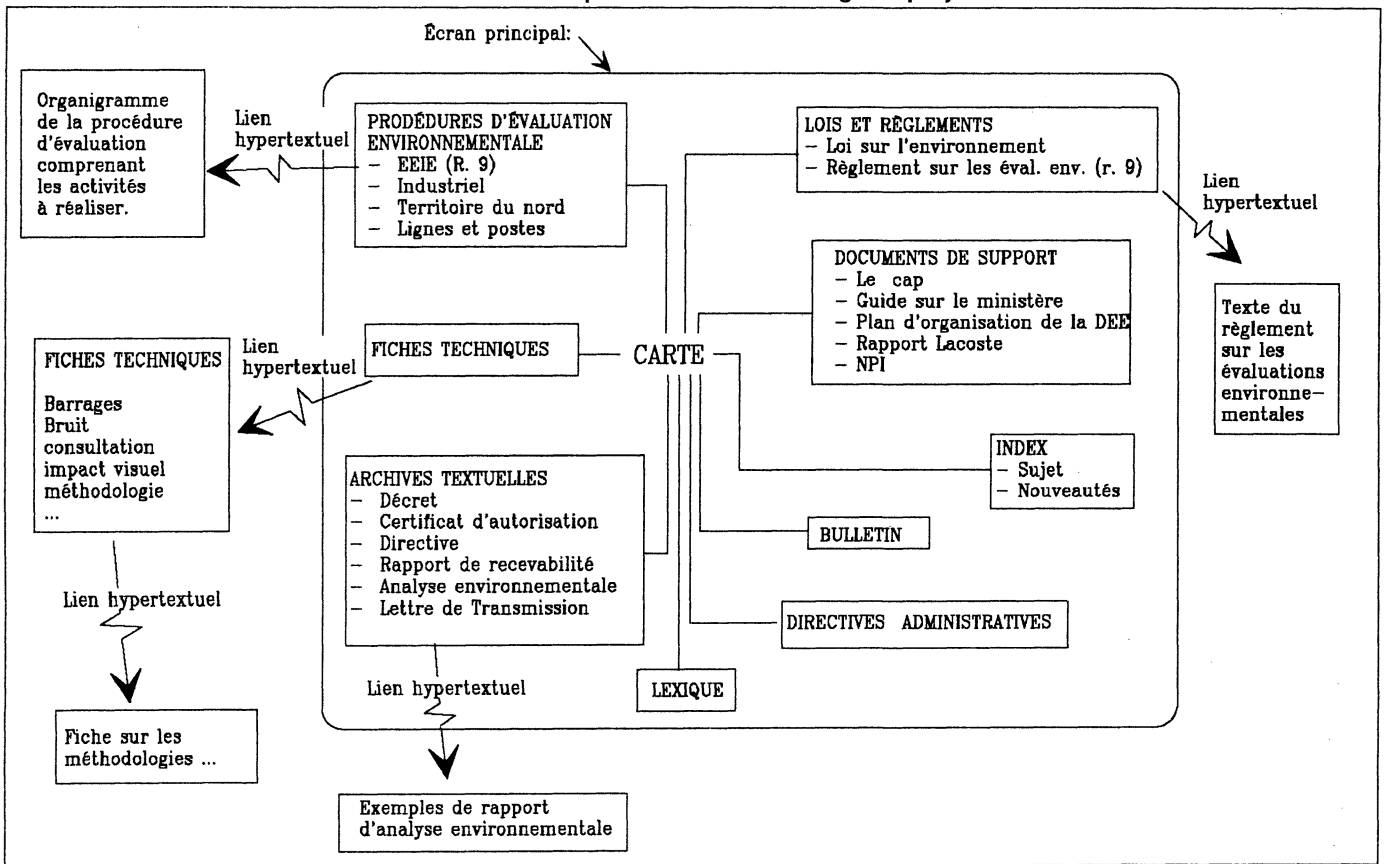 Écran principal:
Organigramme
de la procédure
d'évaluation
comprenant
les activités
à réaliser.
Lien
hypertextuel
PRODÉDURES D'ÉVALUATION
ENVIRONNEMENTALE
– EEIE (R. 9)
– Industriel
– Territoire du nord
– Lignes et postes
LOIS ET RÈGLEMENTS
– Loi sur l'environnement
– Règlement sur les éval. env. (r. 9)
Lien
hypertextuel
DOCUMENTS DE SUPPORT
– Le cap
– Guide sur le ministère
– Plan d'organisation de la DEE
– Rapport Lacoste
– NPI
Texte du
règlement
sur les
évaluations
environne–
mentales
FICHES TECHNIQUES
Barrages
Bruit
consultation
impact visuel
méthodologie
...
Lien
hypertextuel
FICHES TECHNIQUES
CARTE
INDEX
– Sujet
– Nouveautés
ARCHIVES TEXTUELLES
– Décret
– Certificat d'autorisation
– Directive
– Rapport de recevabilité
– Analyse environnementale
– Lettre de Transmission
BULLETIN
DIRECTIVES ADMINISTRATIVES
LEXIQUE
Lien hypertextuel
Lien hypertextuel
Fiche sur les
méthodologies ...
Exemples de rapport
d'analyse environnementale